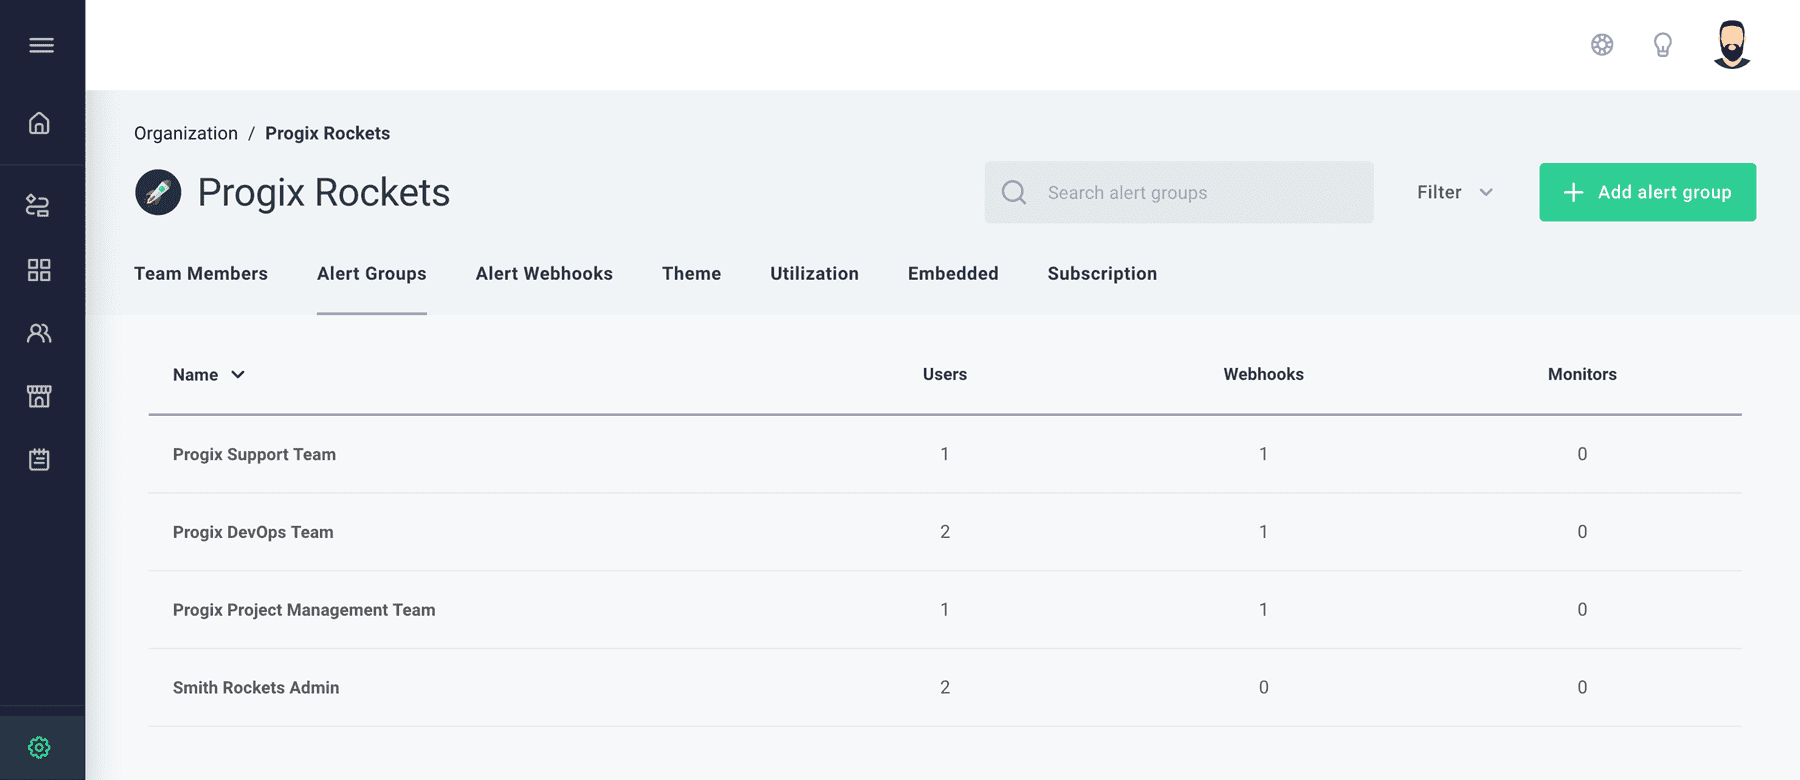 Organization / Progix Rockets
Progix Rockets
Search alert groups
Filter
Add alert group
Team Members Alert Groups Alert Webhooks Theme Utilization Embedded Subscription
Name Users Webhooks Monitors
Progix Support Team 1 1 0
Progix DevOps Team 2 1 0
Progix Project Management Team 1 1 0
Smith Rockets Admin 2 0 0